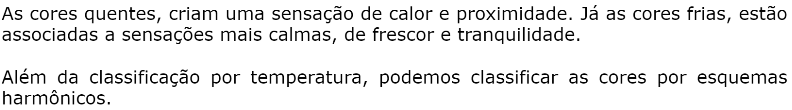 As cores quentes, criam uma sensação de calor e proximidade. Já as cores frias, estão
associadas a sensações mais calmas, de frescor e tranquilidade.
Além da classificação por temperatura, podemos classificar as cores por esquemas
harmônicos.